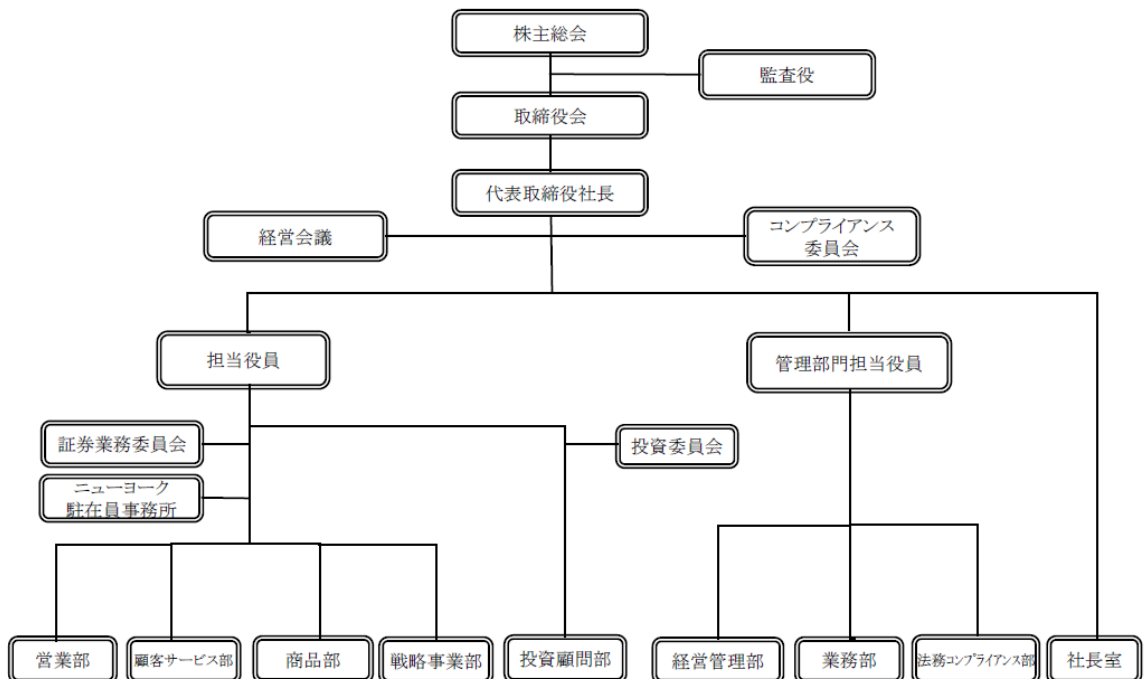 株主総会
監査役
取締役会
代表取締役社長
経営会議
コンプライアンス
委員会
担当役員
管理部門担当役員
証券業務委員会
投資委員会
ニューヨーク
駐在員事務所
営業部
顧客サービス部
商品部
戦略事業部
投資顧問部
経営管理部
業務部
法務コンプライアンス部
社長室